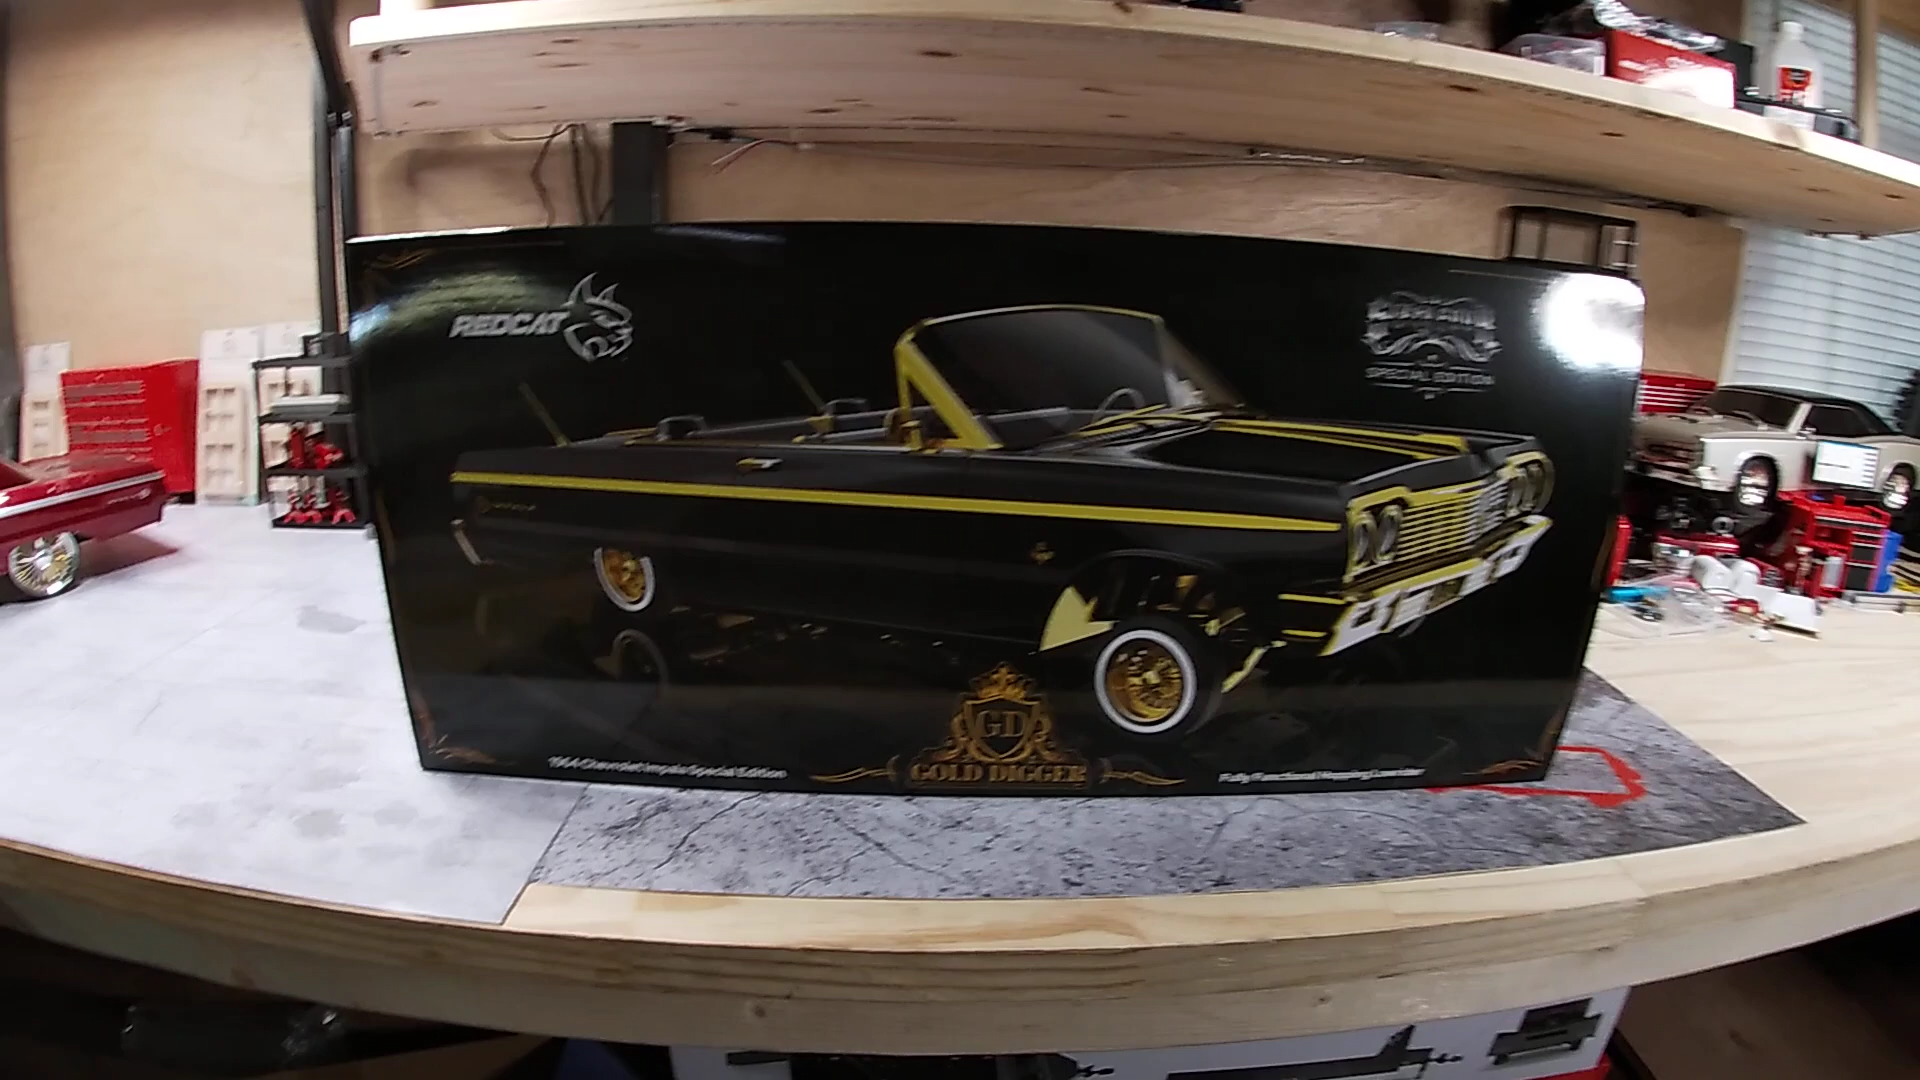 REDCAT
SPECIAL EDITION
GD
GOLD DIGGER
1964 Chevrolet Impala Special Edition
Fully Functional Hopping Lowrider